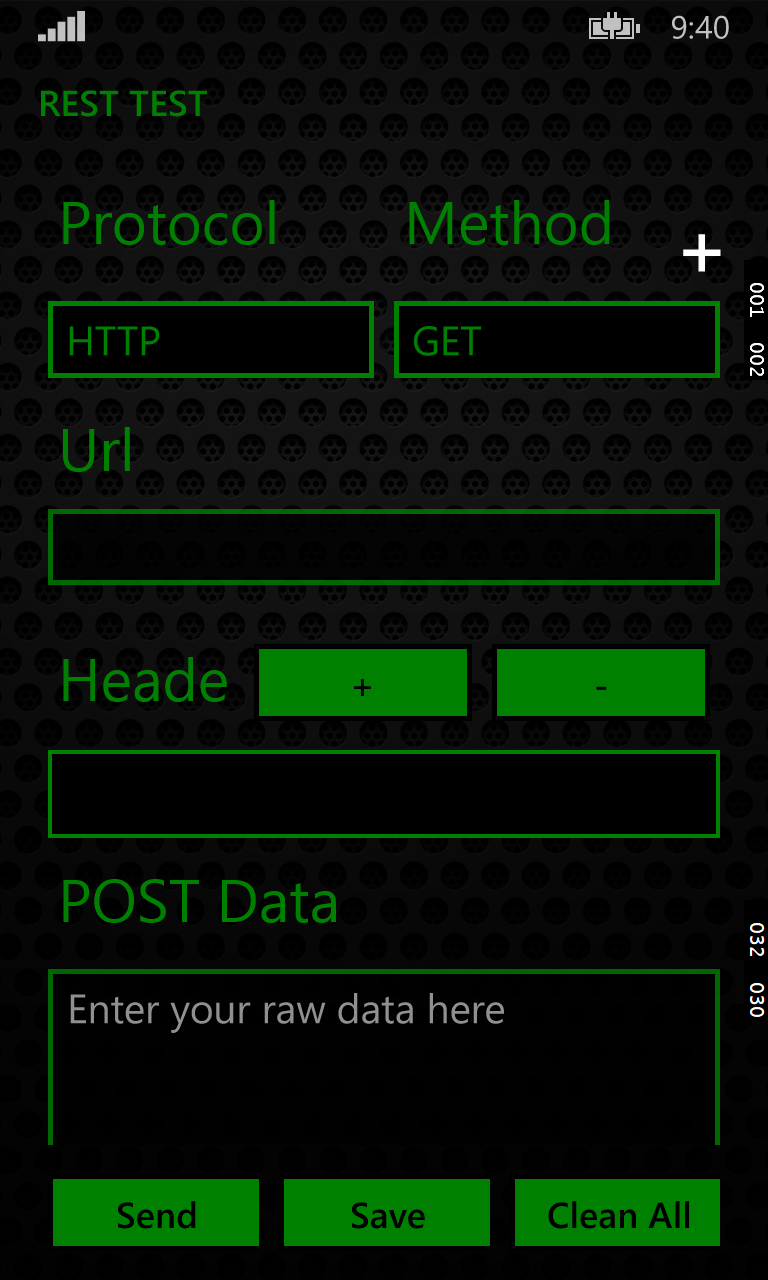 9:40
REST TEST
Protocol Method
+
HTTP GET
001 002
Url
Heade + -
POST Data
032 030
Enter your raw data here
Send Save Clean All